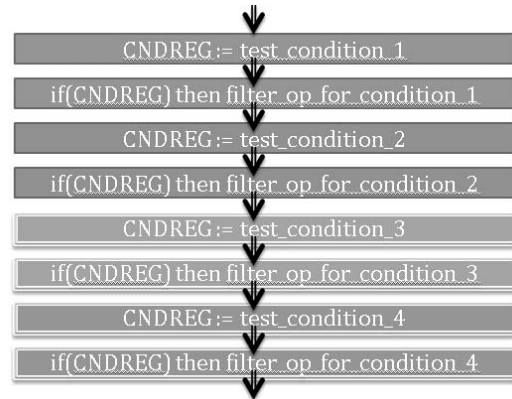 CNDREG:= test_condition_1
if(CNDREG) then filter_op_for_condition_1
CNDREG:= test_condition_2
if(CNDREG) then filter_op_for_condition_2
CNDREG:= test_condition_3
if(CNDREG) then filter_op_for_condition_3
CNDREG:= test_condition_4
if(CNDREG) then filter_op_for_condition_4